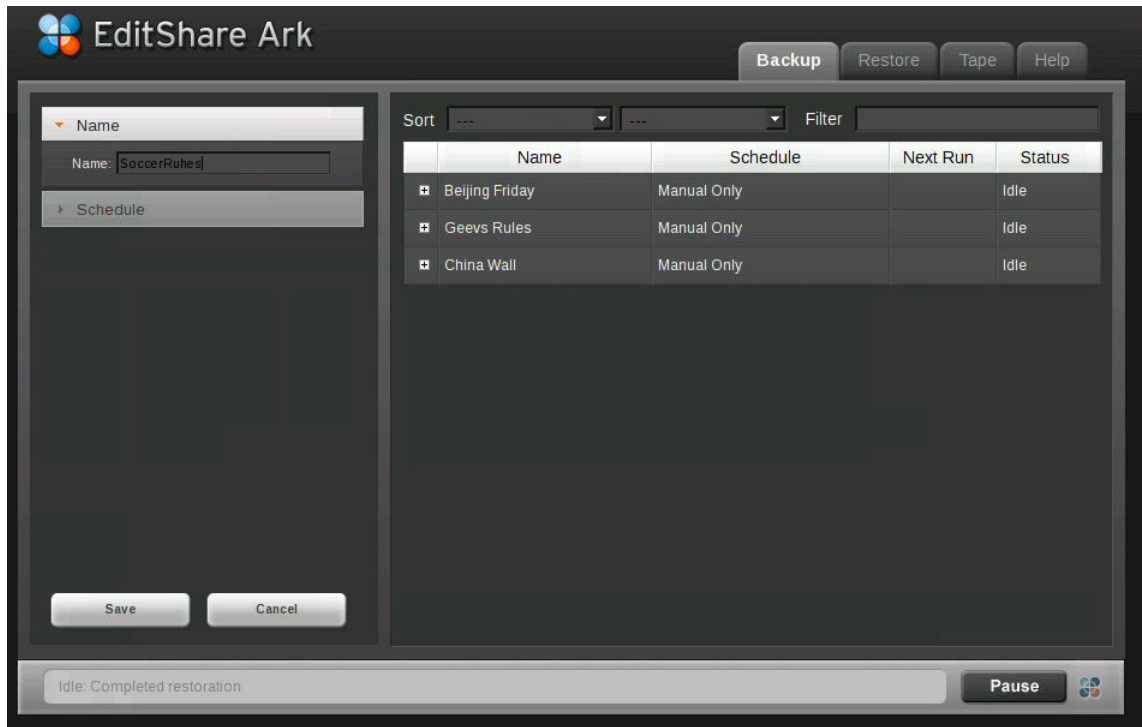 EditShare Ark
Backup Restore Tape Help
Name
Name: SoccerRuhes
Schedule
Save Cancel
Sort --- --- Filter
Name Schedule Next Run Status
Beijing Friday Manual Only Idle
Geevs Rules Manual Only Idle
China Wall Manual Only Idle
Idle: Completed restoration
Pause